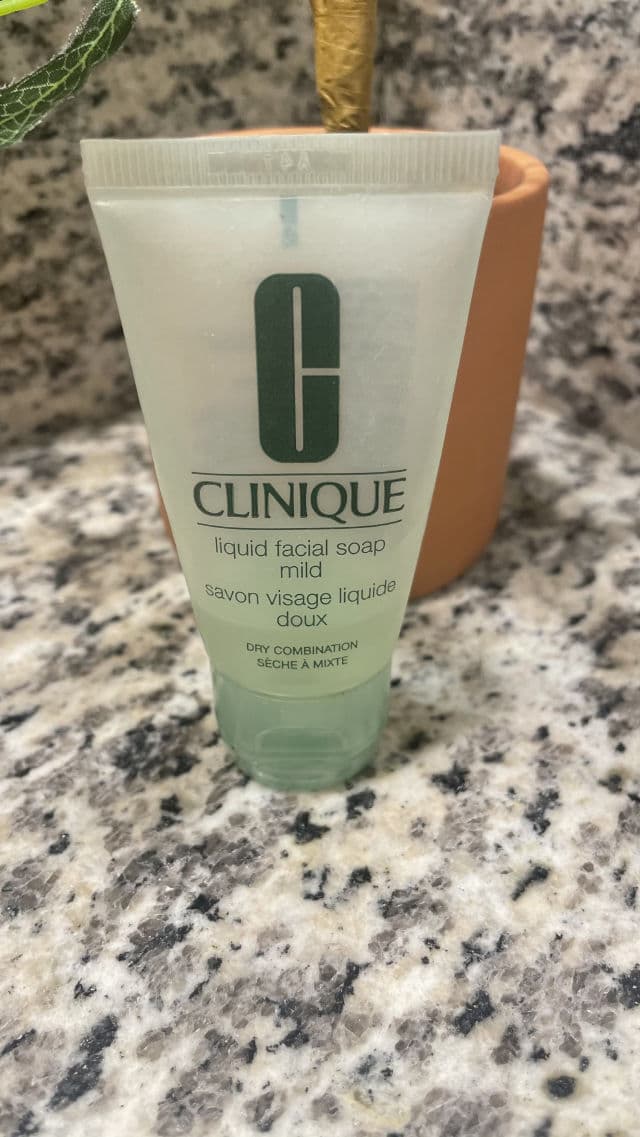 C
CLINIQUE
liquid facial soap
mild
savon visage liquide
doux
DRY COMBINATION
SÈCHE À MIXTE